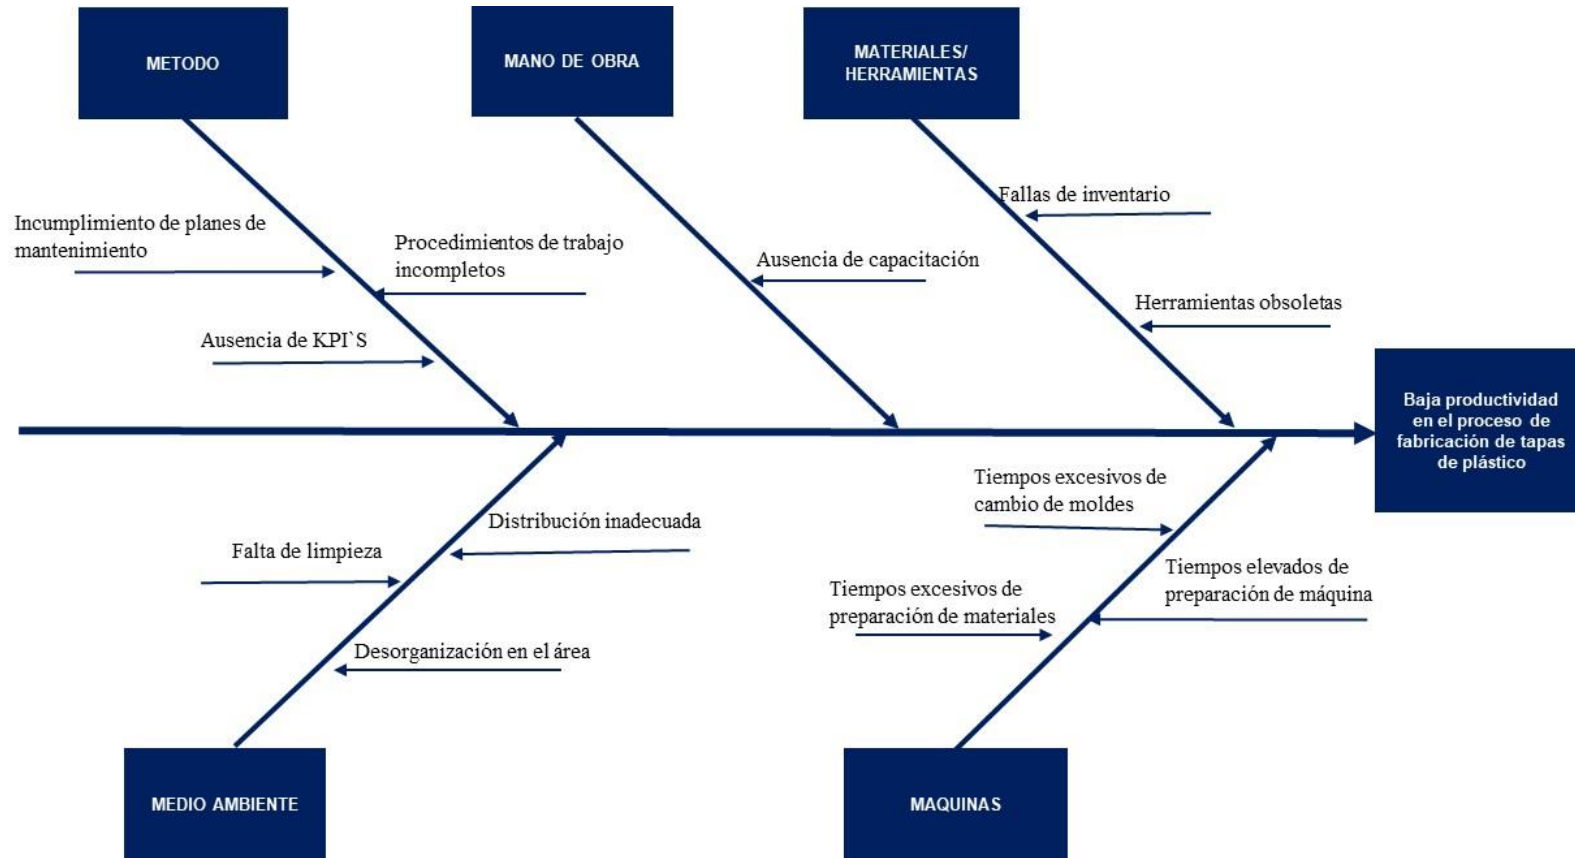 METODO
MANO DE OBRA
MATERIALES/
HERRAMIENTAS
Incumplimiento de planes de
mantenimiento
Procedimientos de trabajo
incompletos
Ausencia de KPI`S
Ausencia de capacitación
Fallas de inventario
Herramientas obsoletas
Baja productividad
en el proceso de
fabricación de tapas
de plástico
Falta de limpieza
Distribución inadecuada
Desorganización en el área
Tiempos excesivos de
cambio de moldes
Tiempos excesivos de
preparación de materiales
Tiempos elevados de
preparación de máquina
MEDIO AMBIENTE
MAQUINAS